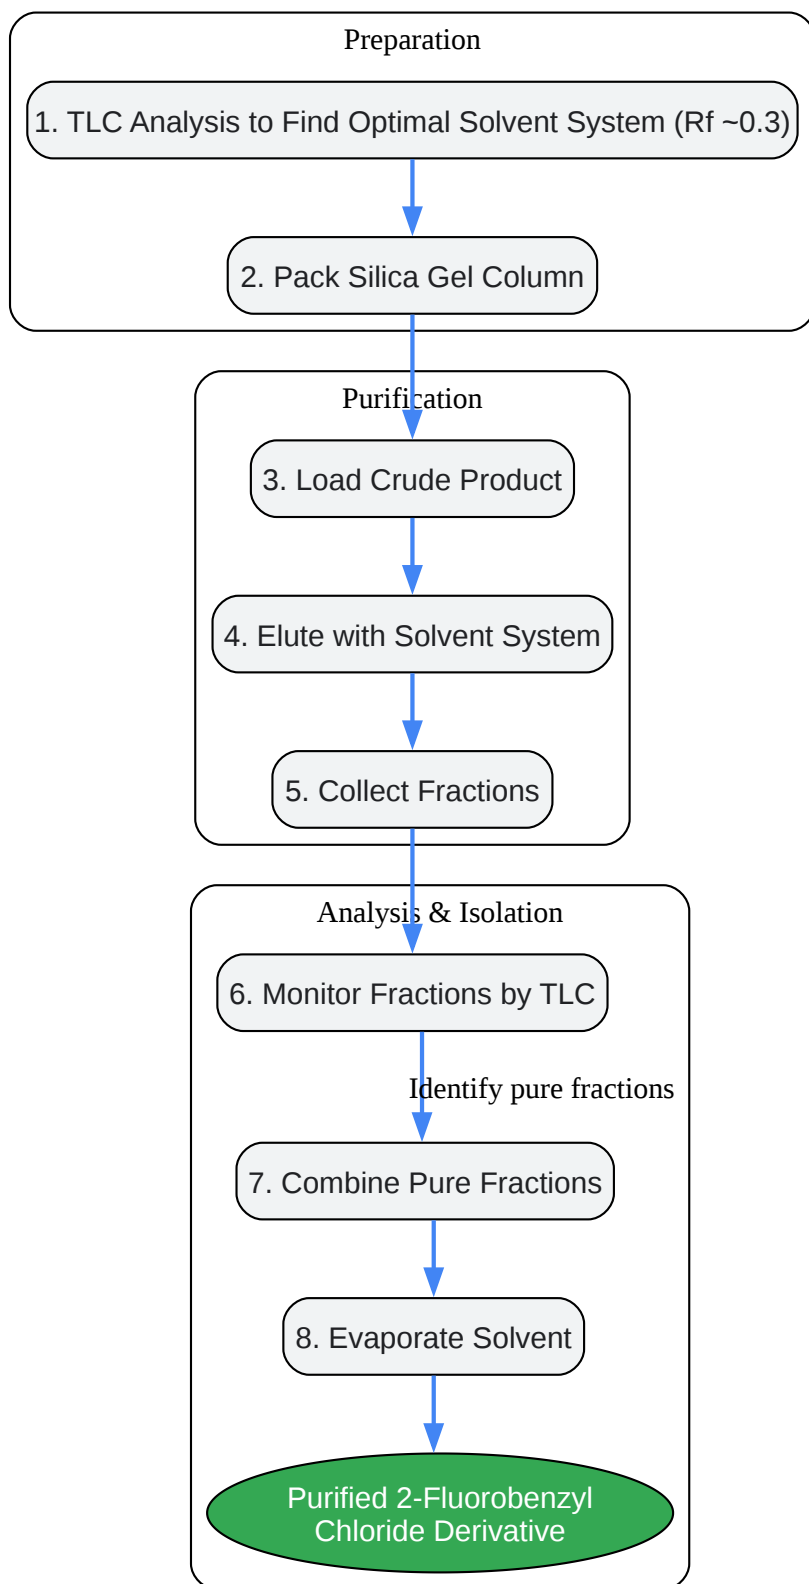 Preparation
1. TLC Analysis to Find Optimal Solvent System (Rf ~0.3)
2. Pack Silica Gel Column
Purification
3. Load Crude Product
4. Elute with Solvent System
5. Collect Fractions
Analysis & Isolation
6. Monitor Fractions by TLC
Identify pure fractions
7. Combine Pure Fractions
8. Evaporate Solvent
Purified 2-Fluorobenzyl
Chloride Derivative